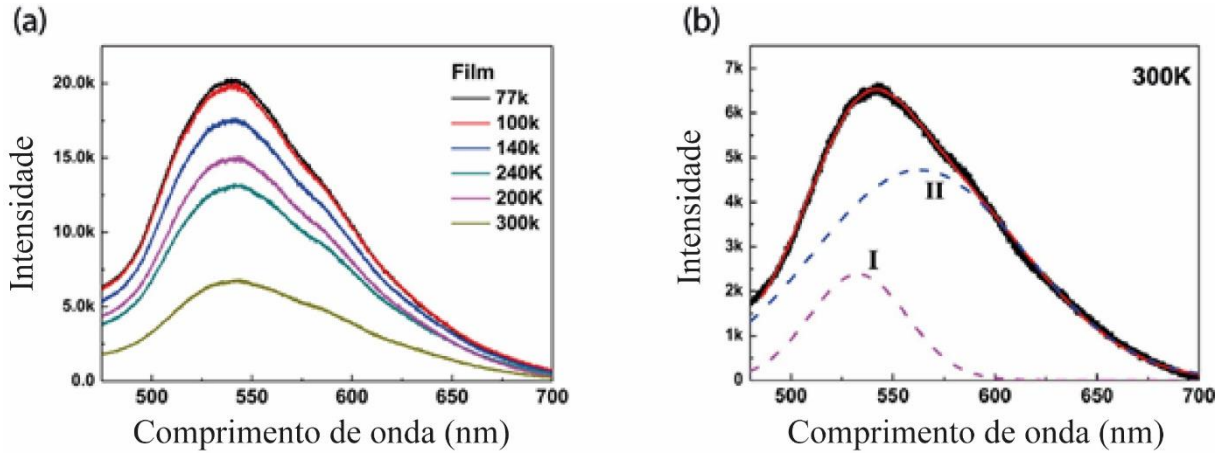 (a)
Intensidade
20.0k
15.0k
10.0k
5.0k
0.0
Film
77k
100k
140k
240K
200K
300k
500
550
600
650
700
Comprimento de onda (nm)
(b)
Intensidade
7k
6k
5k
4k
3k
2k
1k
0
300K
II
I
500
550
600
650
700
Comprimento de onda (nm)